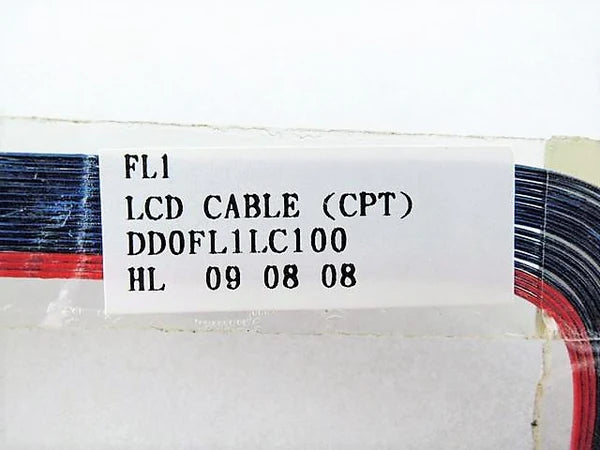 FL1
LCD CABLE (CPT)
DD0FL1LC100
HL 09 08 08